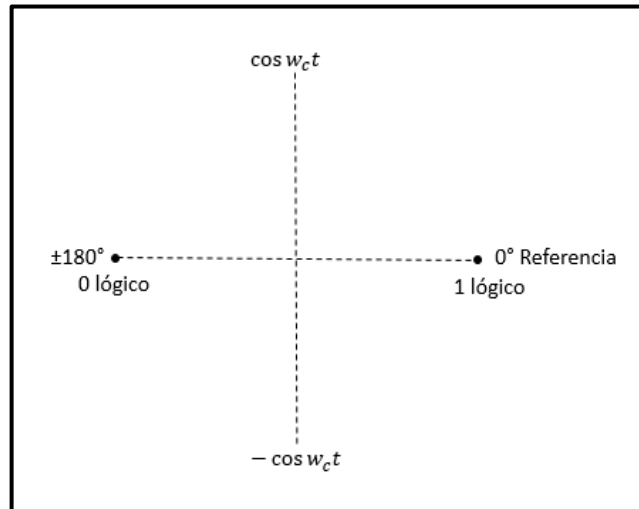 cos w_c t
±180°
0° Referencia
0 lógico
1 lógico
− cos w_c t